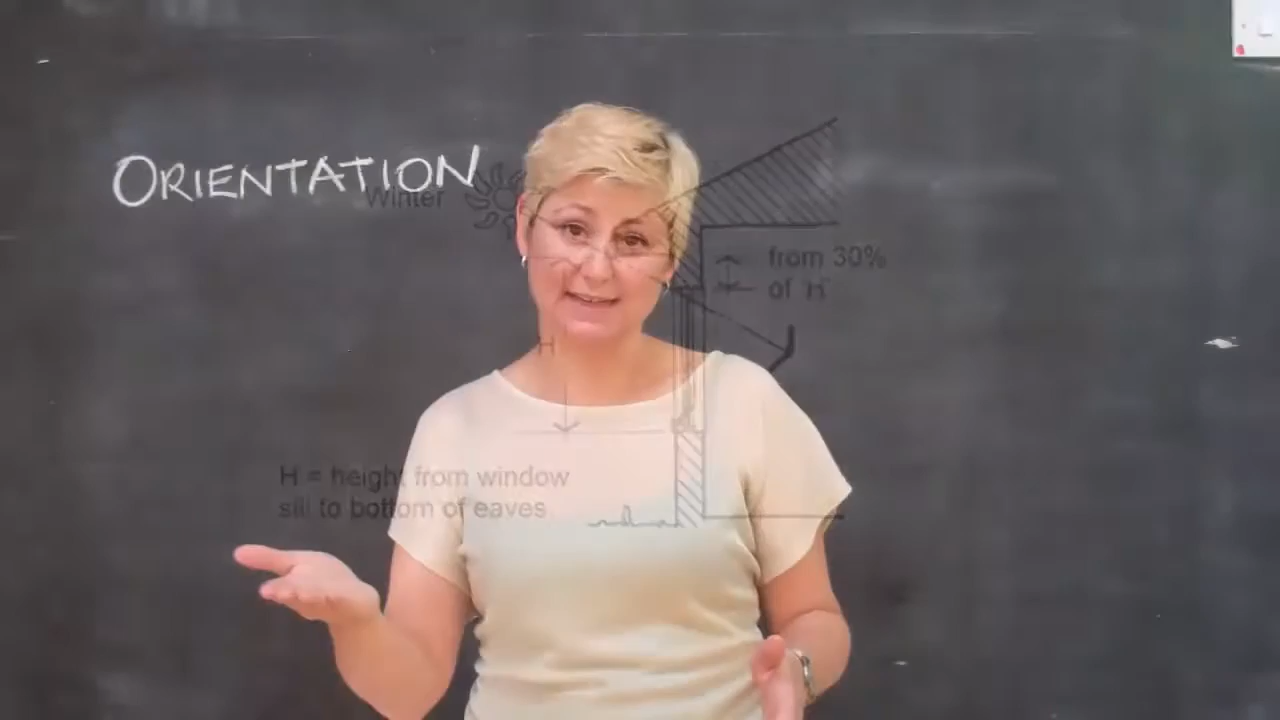 ORIENTATION
Winter
from 30%
of H
H
H = height from window
sill to bottom of eaves